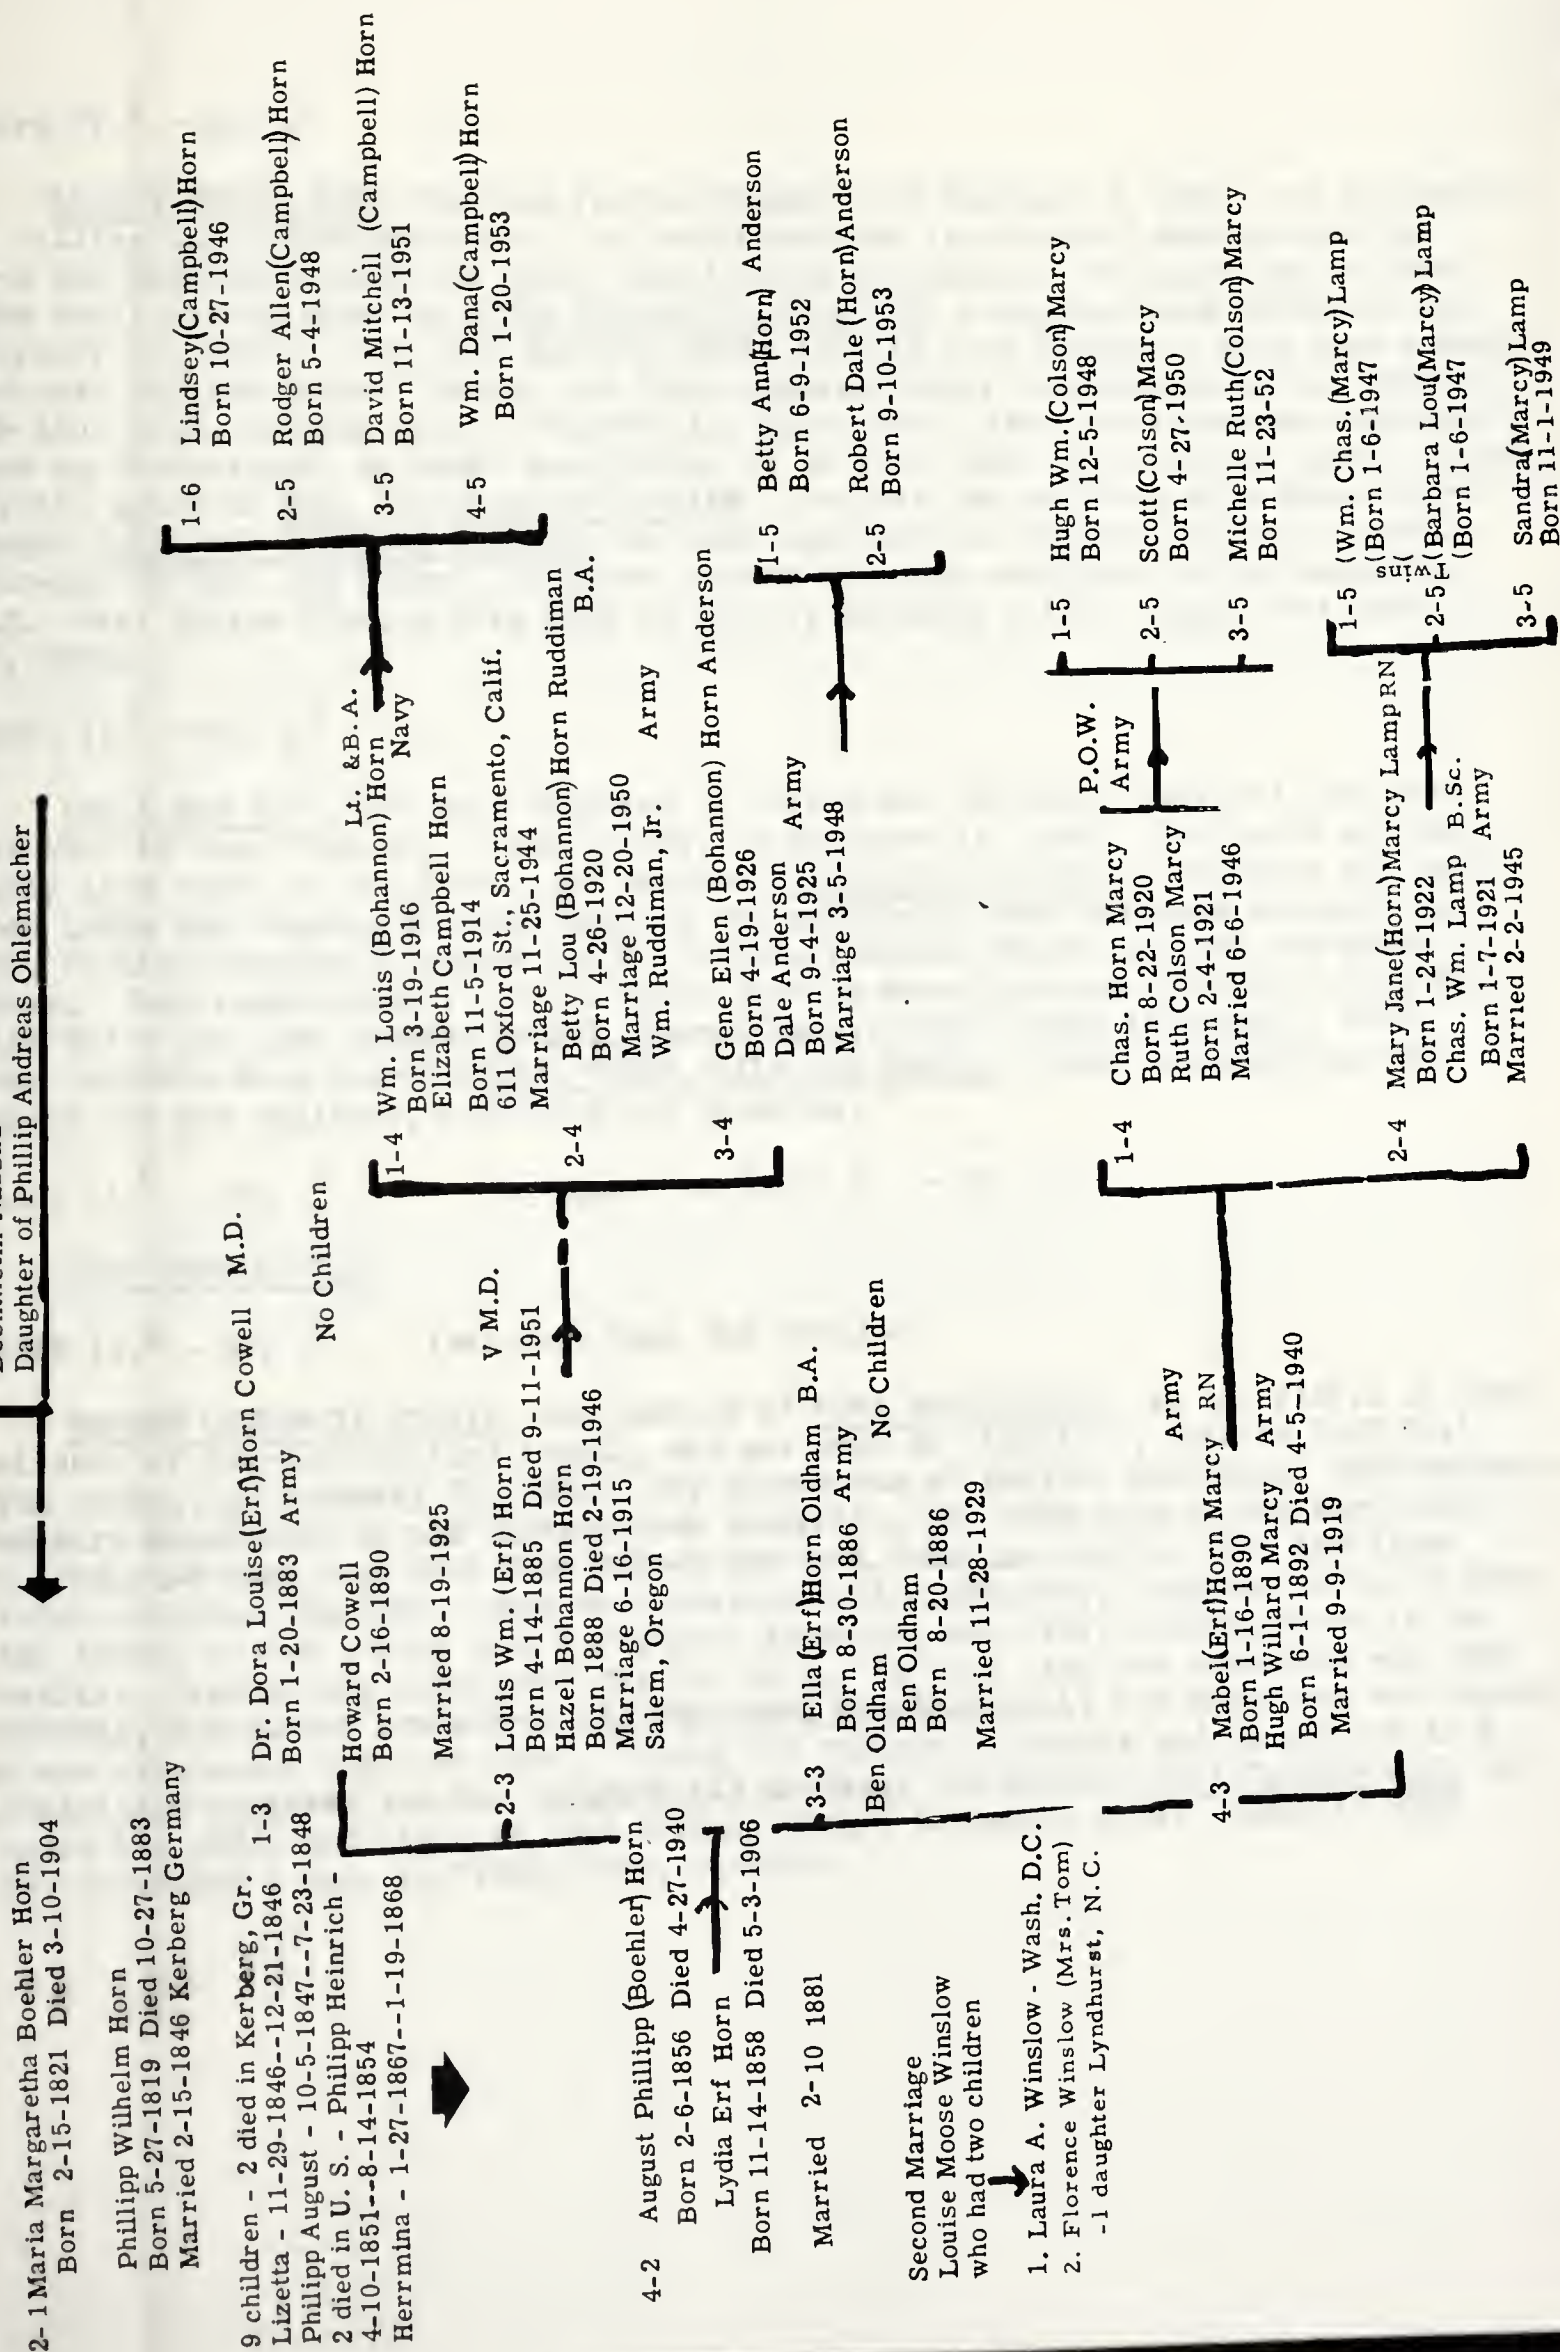 Daughter of Phillip Andreas Ohlemacher
2-1 Maria Margaretha Boehler Horn
Born 2-15-1821 Died 3-10-1904
Phillipp Wilhelm Horn
Born 5-27-1819 Died 10-27-1883
Married 2-15-1846 Kerberg Germany
9 children - 2 died in Kerberg, Gr.
Lizetta - 11-29-1846--12-21-1846
Philipp August - 10-5-1847--7-23-1848
2 died in U. S. - Philipp Heinrich -
4-10-1851--8-14-1854
Herrmina - 1-27-1867--1-19-1868
4-2 August Phillipp (Boehler) Horn
Born 2-6-1856 Died 4-27-1940
Lydia Erf Horn
Born 11-14-1858 Died 5-3-1906
Married 2-10 1881
Second Marriage
Louise Moose Winslow
who had two children
1. Laura A. Winslow - Wash. D.C.
2. Florence Winslow (Mrs. Tom)
-1 daughter Lyndhurst, N.C.
1-3 Dr. Dora Louise(Erf)Horn Cowell M.D.
Born 1-20-1883 Army
No Children
Howard Cowell
Born 2-16-1890
Married 8-19-1925
V M.D.
2-3 Louis Wm. (Erf) Horn
Born 4-14-1885 Died 9-11-1951
Hazel Bohannon Horn
Born 1888 Died 2-19-1946
Marriage 6-16-1915
Salem, Oregon
3-3 Ella(Erf)Horn Oldham B.A.
Born 8-30-1886 Army
Ben Oldham No Children
Ben Oldham
Born 8-20-1886
Married 11-28-1929
Army
4-3 Mabel(Erf)Horn Marcy RN
Born 1-16-1890
Hugh Willard Marcy Army
Born 6-1-1892 Died 4-5-1940
Married 9-9-1919
Lt. &B.A.
1-4 Wm. Louis (Bohannon) Horn
Born 3-19-1916 Navy
Elizabeth Campbell Horn
Born 11-5-1914
611 Oxford St., Sacramento, Calif.
Marriage 11-25-1944
2-4 Betty Lou (Bohannon)Horn Ruddiman
Born 4-26-1920 B.A.
Marriage 12-20-1950
Wm. Ruddiman, Jr. Army
3-4 Gene Ellen (Bohannon) Horn Anderson
Born 4-19-1926
Dale Anderson
Born 9-4-1925 Army
Marriage 3-5-1948
P.O.W.
1-4 Chas. Horn Marcy Army
Born 8-22-1920
Ruth Colson Marcy
Born 2-4-1921
Married 6-6-1946
2-4 Mary Jane(Horn)Marcy Lamp RN
Born 1-24-1922
Chas. Wm. Lamp B.Sc.
Born 1-7-1921 Army
Married 2-2-1945
1-6 Lindsey(Campbell)Horn
Born 10-27-1946
2-5 Rodger Allen(Campbell)Horn
Born 5-4-1948
3-5 David Mitchell (Campbell) Horn
Born 11-13-1951
4-5 Wm. Dana(Campbell)Horn
Born 1-20-1953
1-5 Betty Ann(Horn) Anderson
Born 6-9-1952
2-5 Robert Dale (Horn)Anderson
Born 9-10-1953
1-5 Hugh Wm.(Colson)Marcy
Born 12-5-1948
2-5 Scott(Colson)Marcy
Born 4-27-1950
3-5 Michelle Ruth(Colson)Marcy
Born 11-23-52
1-5 (Wm. Chas.(Marcy)Lamp
(Born 1-6-1947
Twins (
2-5 (Barbara Lou(Marcy)Lamp
(Born 1-6-1947
3-5 Sandra(Marcy)Lamp
Born 11-1-1949